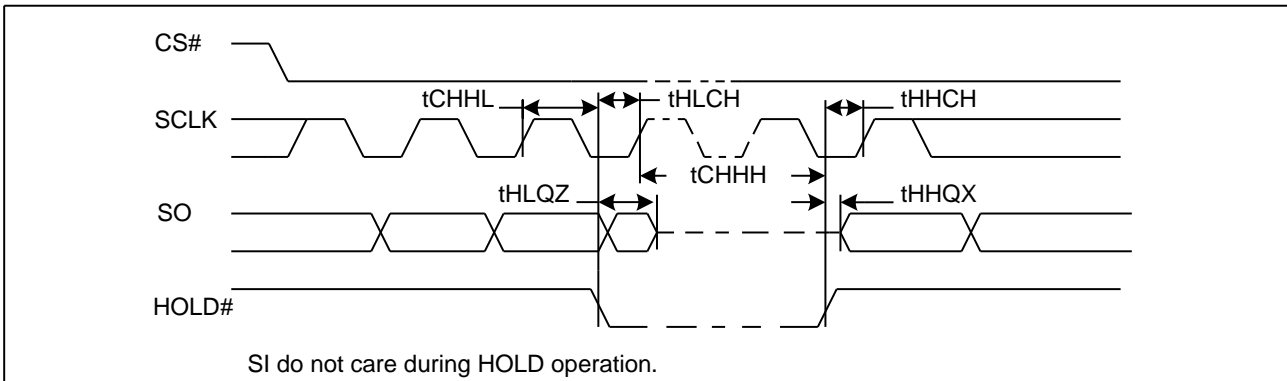 CS#
tCHHL
tHLCH
tHHCH
SCLK
tCHHH
tHLQZ
tHHQX
SO
HOLD#
SI do not care during HOLD operation.